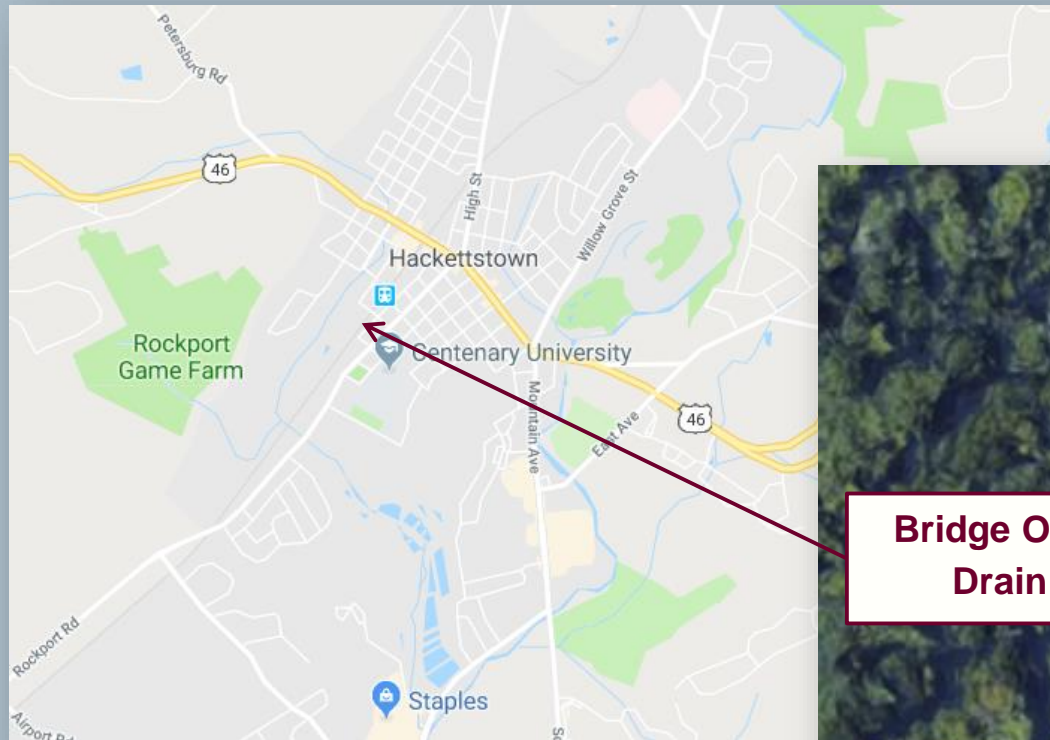 Petersburg Rd
46
High St
Willow Grove St
Hackettstown
Rockport
Game Farm
Centenary University
Mountain Ave
East Ave
46
Bridge O
Drain
Rockport Rd
Staples
Airport